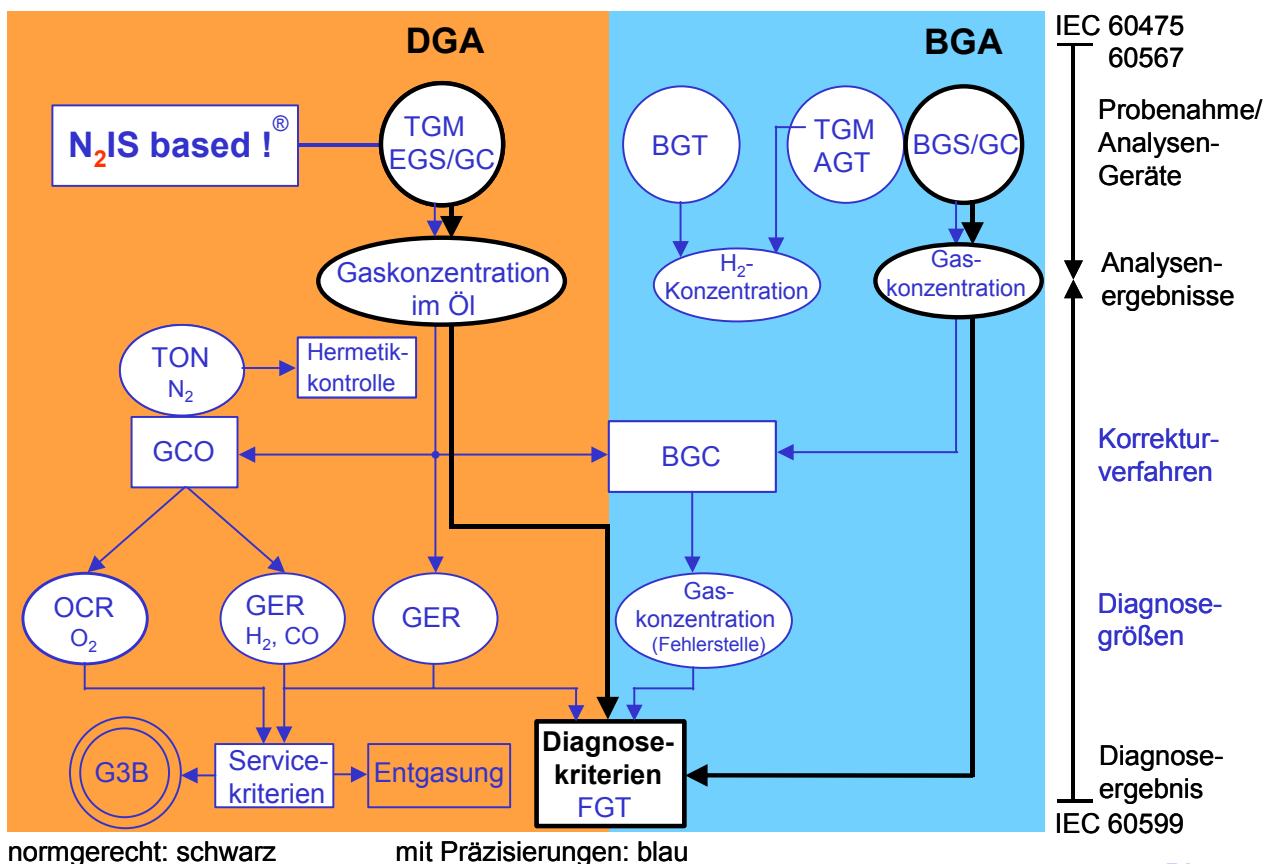 DGA
BGA
IEC 60475
60567
N₂IS based !®
TGM
EGS/GC
BGT
TGM
AGT
BGS/GC
Probenahme/
Analysen-
Geräte
Gaskonzentration
im Öl
H₂-
Konzentration
Gas-
konzentration
Analysen-
ergebnisse
TON
N₂
Hermetik-
kontrolle
GCO
BGC
Korrektur-
verfahren
OCR
O₂
GER
H₂, CO
GER
Gas-
konzentration
(Fehlerstelle)
Diagnose-
größen
G3B
Service-
kriterien
Entgasung
Diagnose-
kriterien
FGT
Diagnose-
ergebnis
IEC 60599
normgerecht: schwarz
mit Präzisierungen: blau